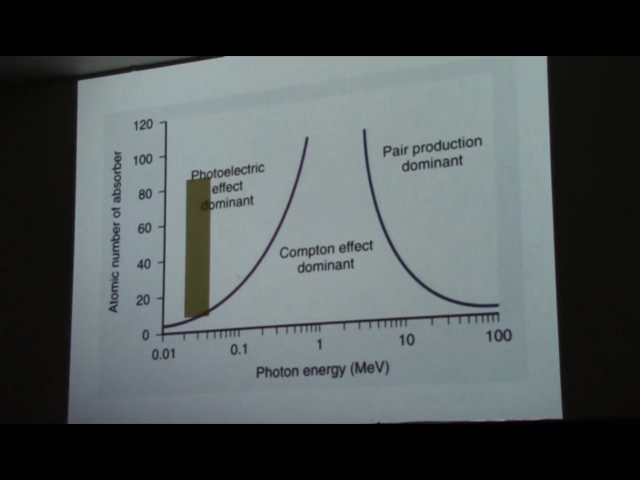 120
100
80
60
40
20
0
Atomic number of absorber
Photoelectric
effect
dominant
Compton effect
dominant
Pair production
dominant
0.01
0.1
1
10
100
Photon energy (MeV)